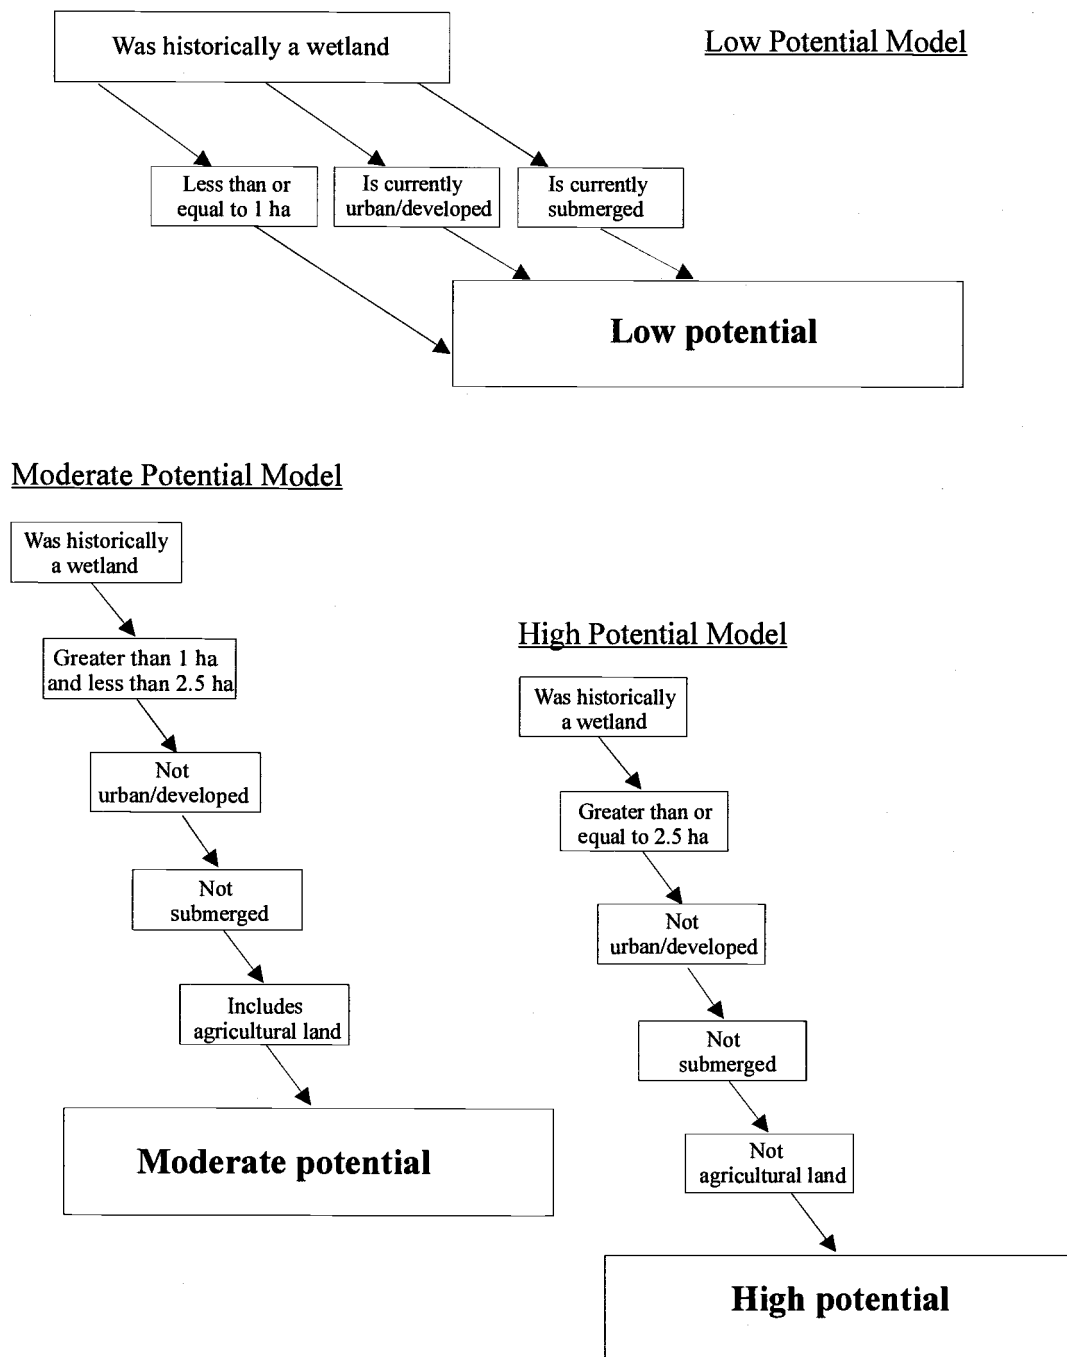 Low Potential Model
Was historically a wetland
Less than or
equal to 1 ha
Is currently
urban/developed
Is currently
submerged
Low potential
Moderate Potential Model
Was historically
a wetland
Greater than 1 ha
and less than 2.5 ha
Not
urban/developed
Not
submerged
Includes
agricultural land
Moderate potential
High Potential Model
Was historically
a wetland
Greater than or
equal to 2.5 ha
Not
urban/developed
Not
submerged
Not
agricultural land
High potential